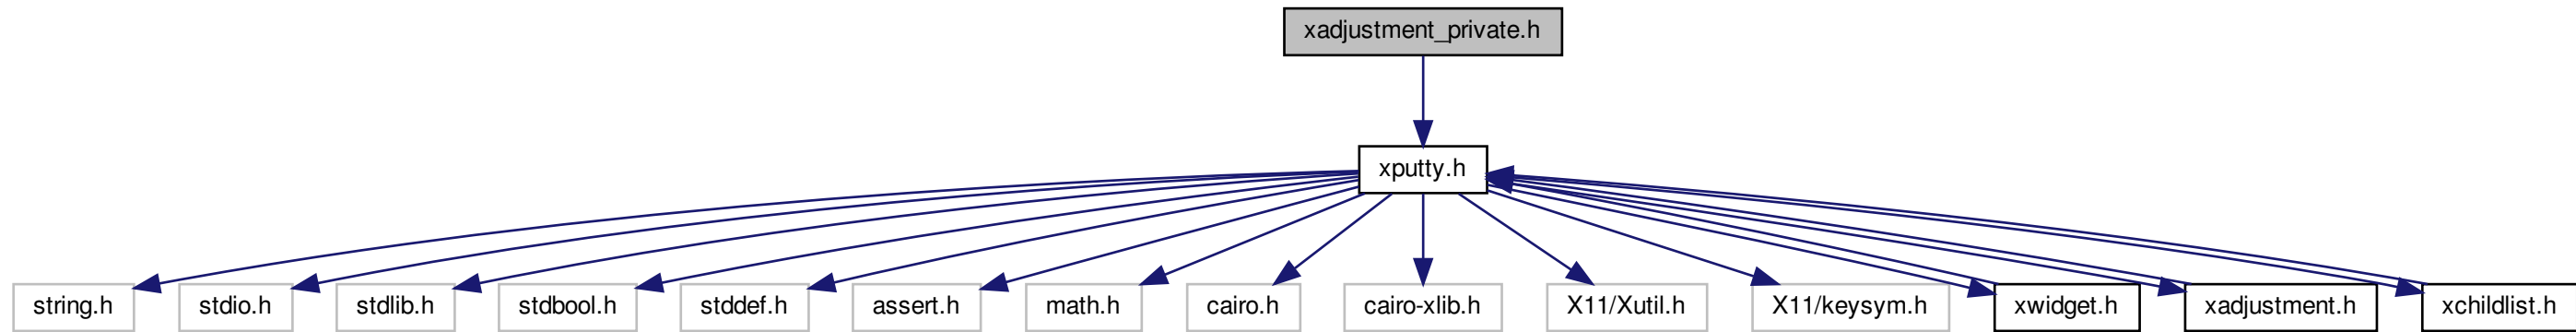 xadjustment_private.h
xputty.h
string.h
stdio.h
stdlib.h
stdbool.h
stddef.h
assert.h
math.h
cairo.h
cairo-xlib.h
X11/Xutil.h
X11/keysym.h
xwidget.h
xadjustment.h
xchildlist.h